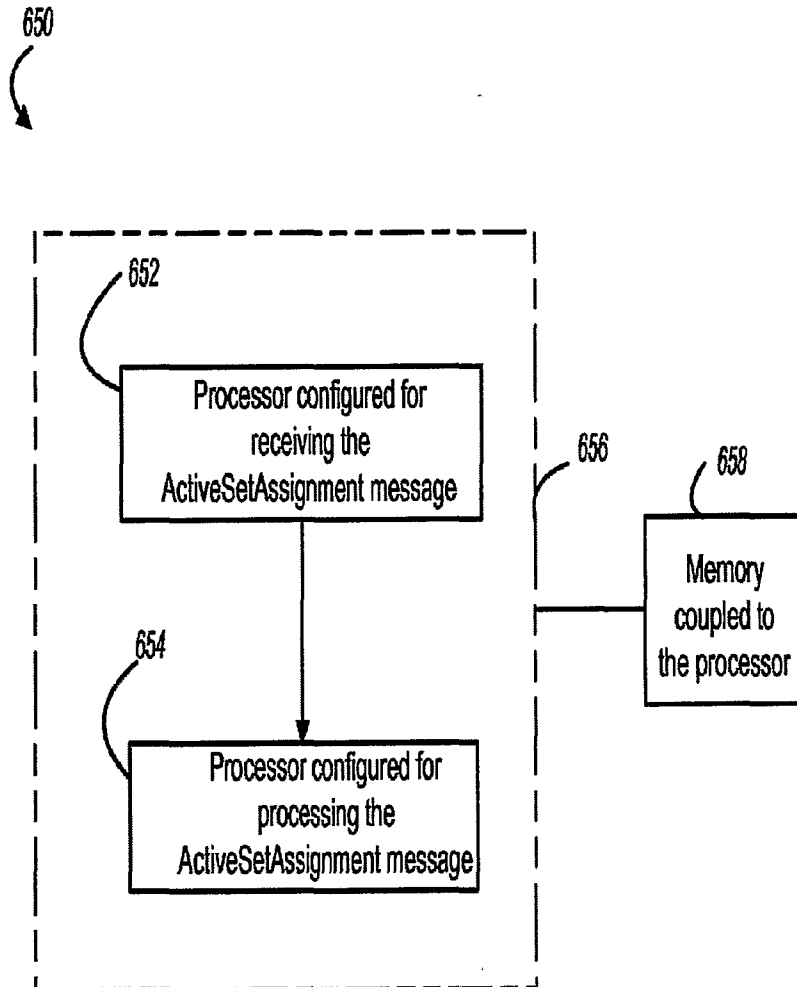 650
652
Processor configured for
receiving the
ActiveSetAssignment message
656
658
Memory
coupled to
the processor
654
Processor configured for
processing the
ActiveSetAssignment message